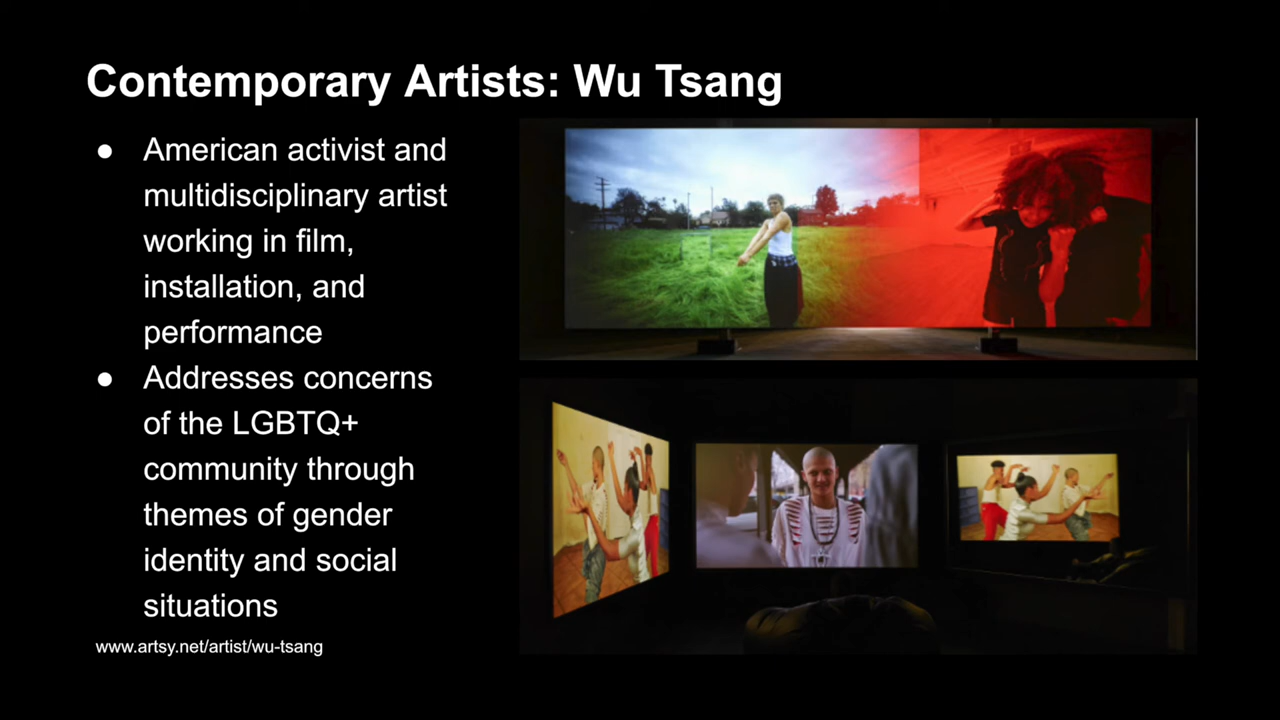 Contemporary Artists: Wu Tsang
● American activist and
multidisciplinary artist
working in film,
installation, and
performance
● Addresses concerns
of the LGBTQ+
community through
themes of gender
identity and social
situations
www.artsy.net/artist/wu-tsang